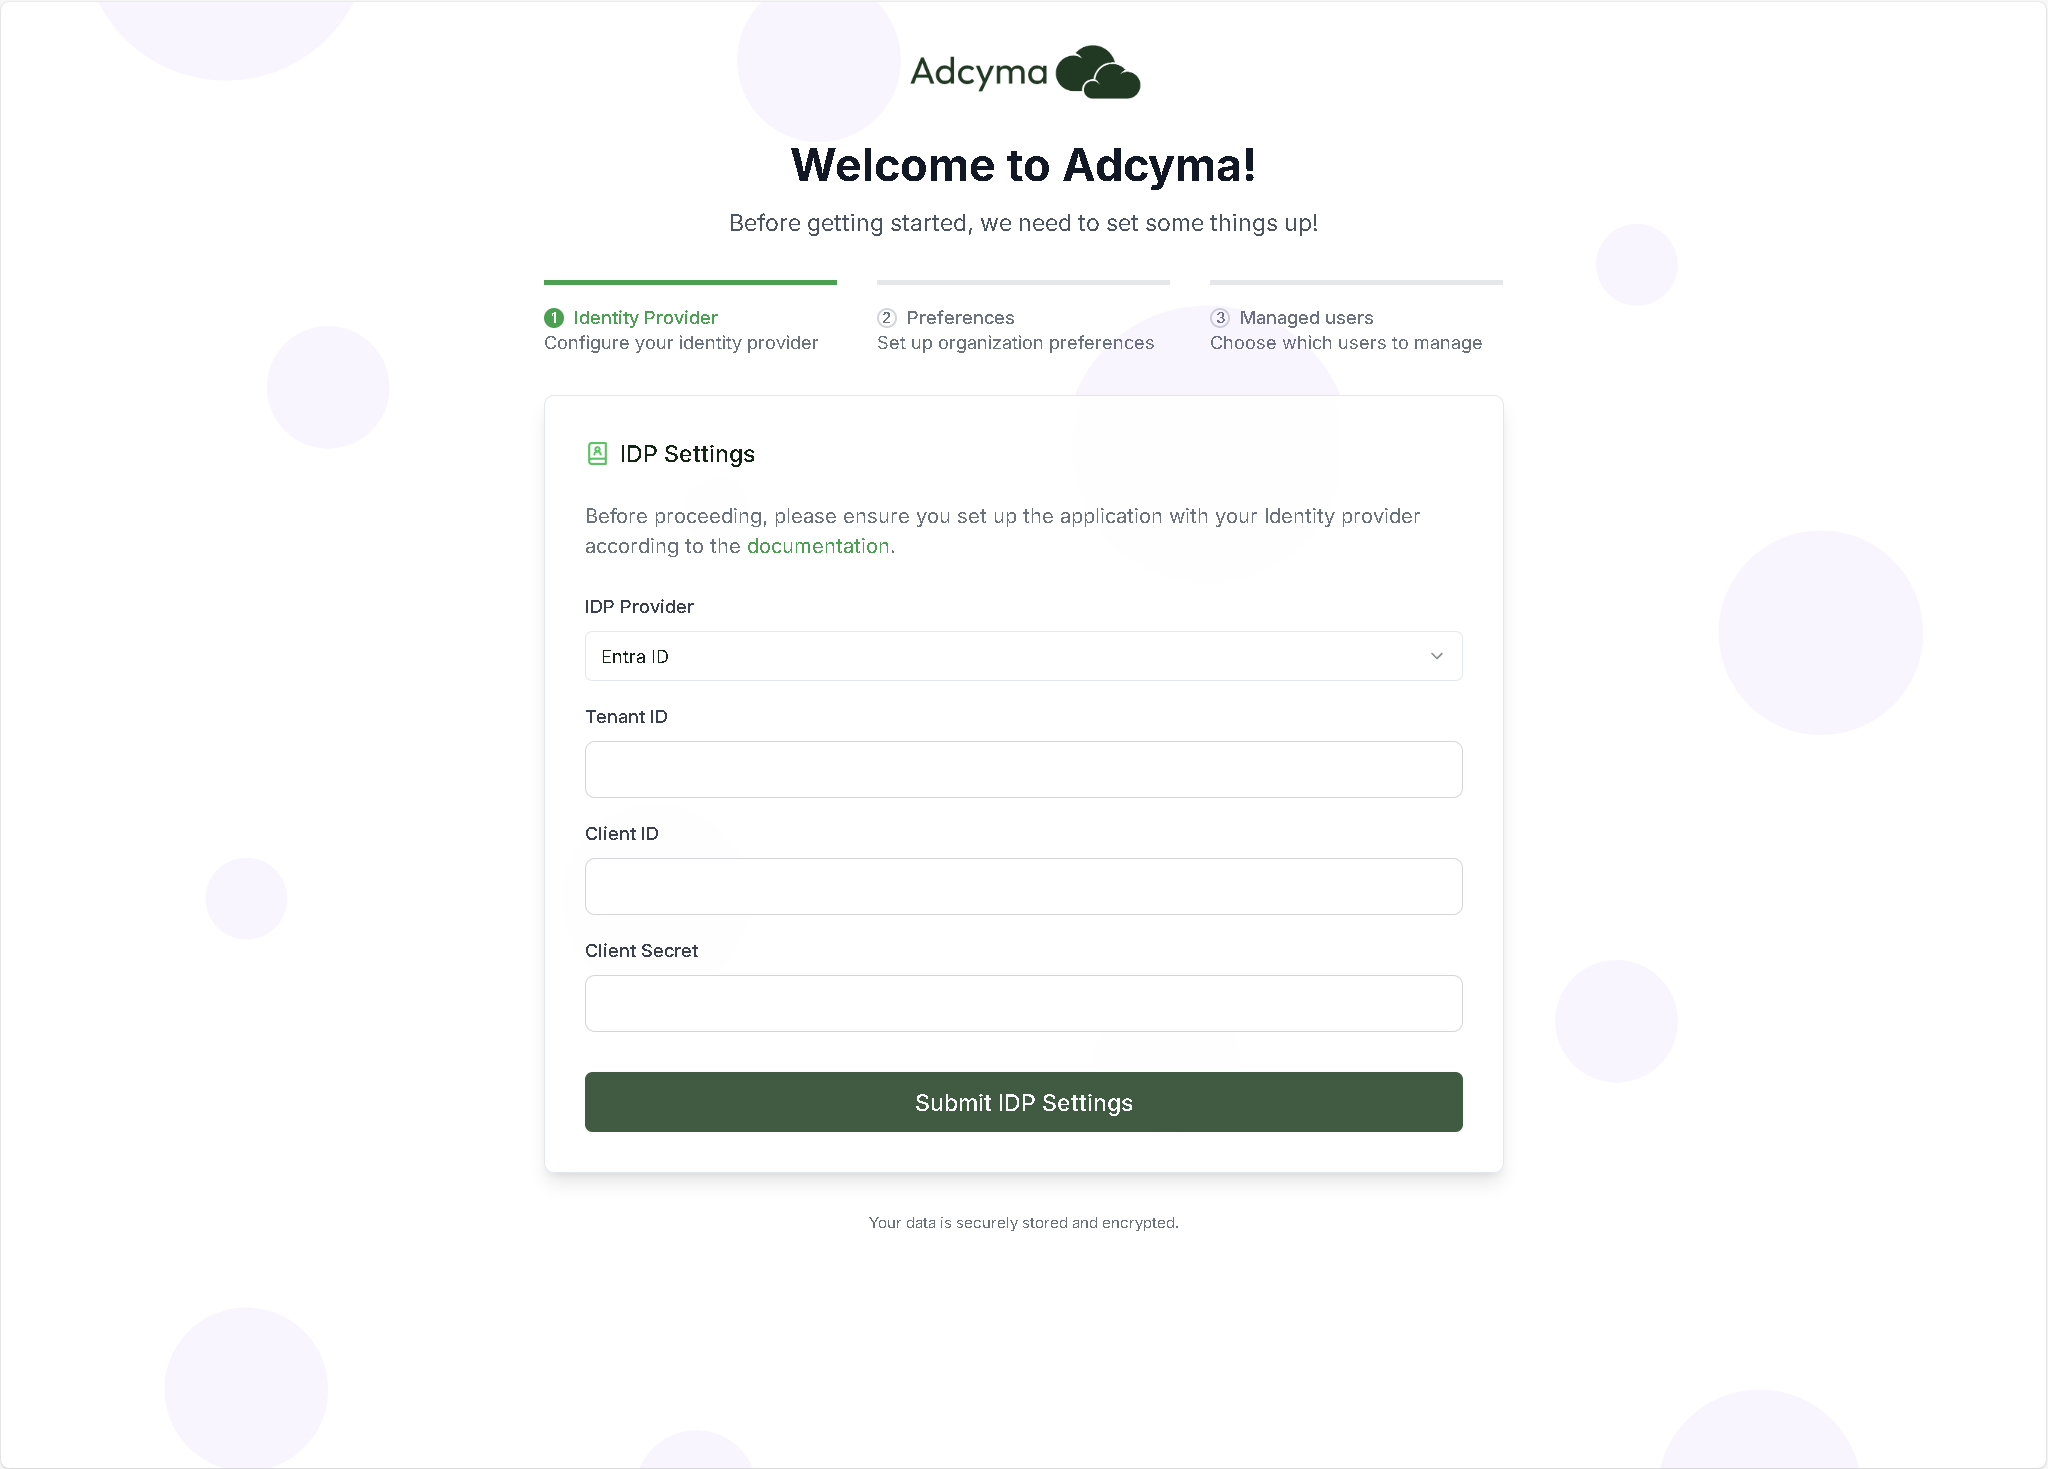 Adcyma
Welcome to Adcyma!
Before getting started, we need to set some things up!
1 Identity Provider
Configure your identity provider
2 Preferences
Set up organization preferences
3 Managed users
Choose which users to manage
IDP Settings
Before proceeding, please ensure you set up the application with your Identity provider
according to the documentation.
IDP Provider
Entra ID
Tenant ID
Client ID
Client Secret
Submit IDP Settings
Your data is securely stored and encrypted.